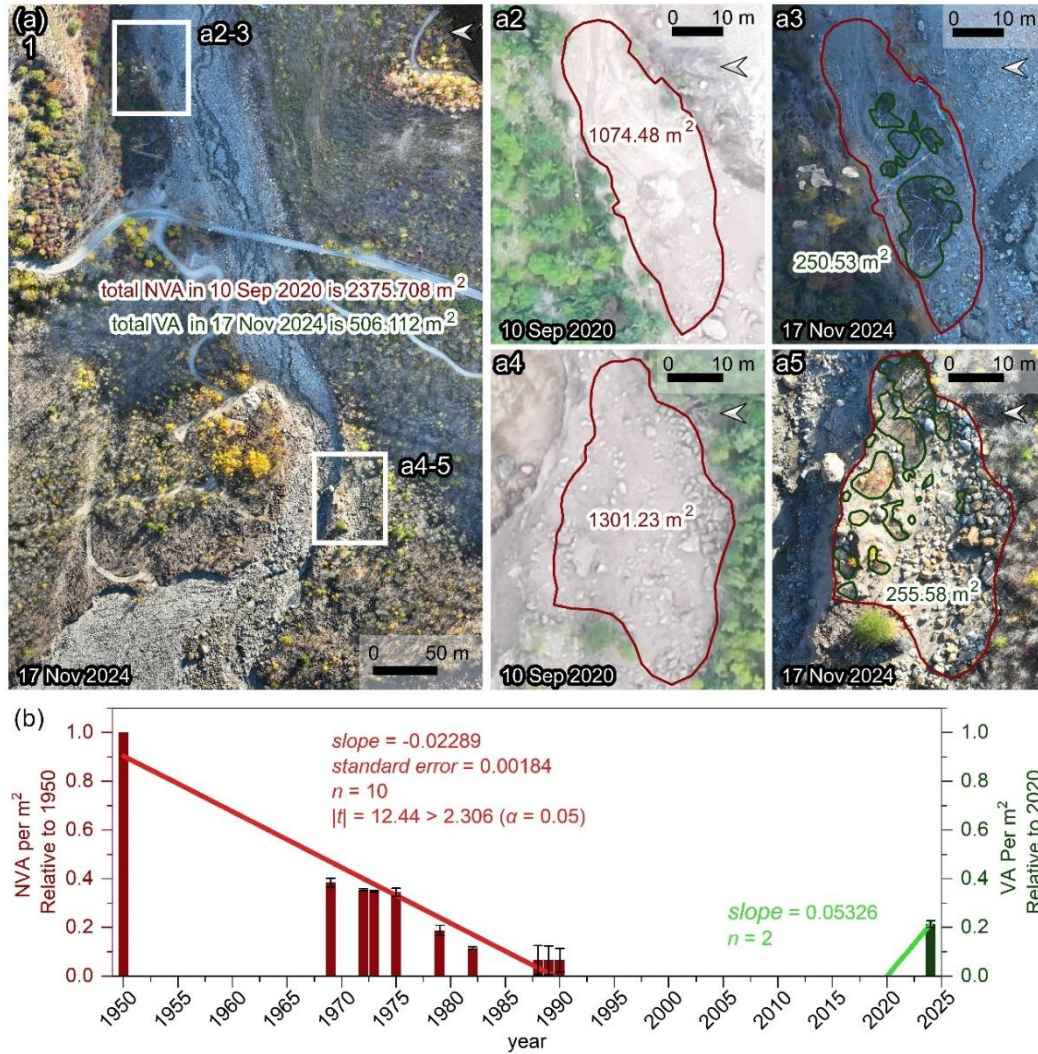 (a)
1
a2-3
total NVA in 10 Sep 2020 is 2375.708 m²
total VA in 17 Nov 2024 is 506.112 m²
a4-5
0 50 m
17 Nov 2024
a2
0 10 m
1074.48 m²
10 Sep 2020
a3
0 10 m
250.53 m²
17 Nov 2024
a4
0 10 m
1301.23 m²
10 Sep 2020
a5
0 10 m
255.58 m²
17 Nov 2024
(b)
NVA per m²
Relative to 1950
1.0
0.8
0.6
0.4
0.2
0.0
slope = -0.02289
standard error = 0.00184
n = 10
|t| = 12.44 > 2.306 (α = 0.05)
slope = 0.05326
n = 2
1.0
0.8
0.6
0.4
0.2
0.0
VA Per m²
Relative to 2020
1950 1955 1960 1965 1970 1975 1980 1985 1990 1995 2000 2005 2010 2015 2020 2025
year